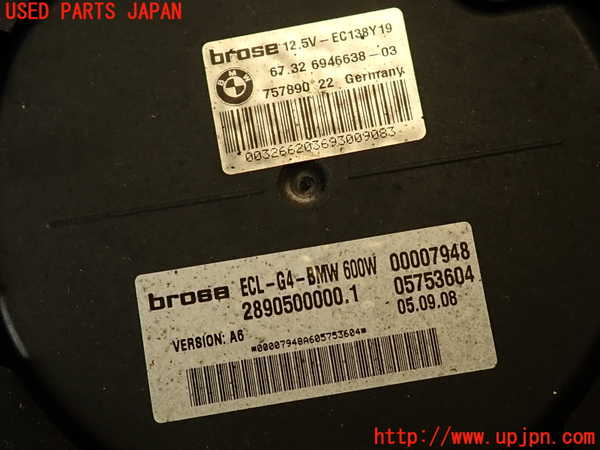 USED PARTS JAPAN
brose 12.5V-EC138Y19
BMW
67.32 6946638-03
757890 22 Germany
00326620369300908З
brose ECL-G4-BMW 600W 00007948
2890500000.1 05753604
05.09.08
VERSION: A6
*00007948A605753604*
http://www.upjpn.com/